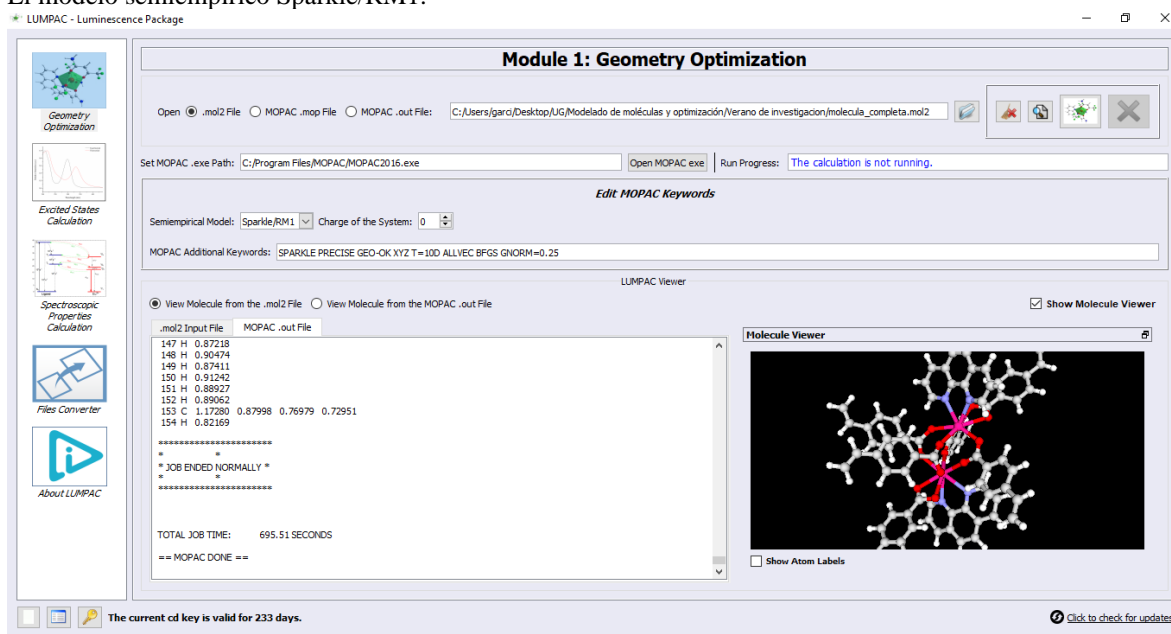 El modelo semiempírico Sparkle/RM1.
LUMPAC - Luminescence Package
Module 1: Geometry Optimization
Geometry
Optimization
Open .mol2 File MOPAC .mop File MOPAC .out File: C:/Users/garci/Desktop/UG/Modelado de moléculas y optimización/Verano de investigacion/molecula_completa.mol2
Set MOPAC .exe Path: C:/Program Files/MOPAC/MOPAC2016.exe Open MOPAC exe Run Progress: The calculation is not running.
Edit MOPAC Keywords
Excited States
Calculation
Semiempirical Model: Sparkle/RM1 Charge of the System: 0
MOPAC Additional Keywords: SPARKLE PRECISE GEO-OK XYZ T=10D ALLVEC BFGS GNORM=0.25
LUMPAC Viewer
Spectroscopic
Properties
Calculation
View Molecule from the .mol2 File View Molecule from the MOPAC .out File Show Molecule Viewer
.mol2 Input File MOPAC .out File
Molecule Viewer
147 H 0.87218
148 H 0.90474
149 H 0.87411
150 H 0.91242
151 H 0.88927
152 H 0.89062
153 C 1.17280 0.87998 0.76979 0.72951
154 H 0.82169
**********************
* *
* JOB ENDED NORMALLY *
* *
**********************
TOTAL JOB TIME: 695.51 SECONDS
== MOPAC DONE ==
Files Converter
About LUMPAC
Show Atom Labels
The current cd key is valid for 233 days.
Click to check for updates